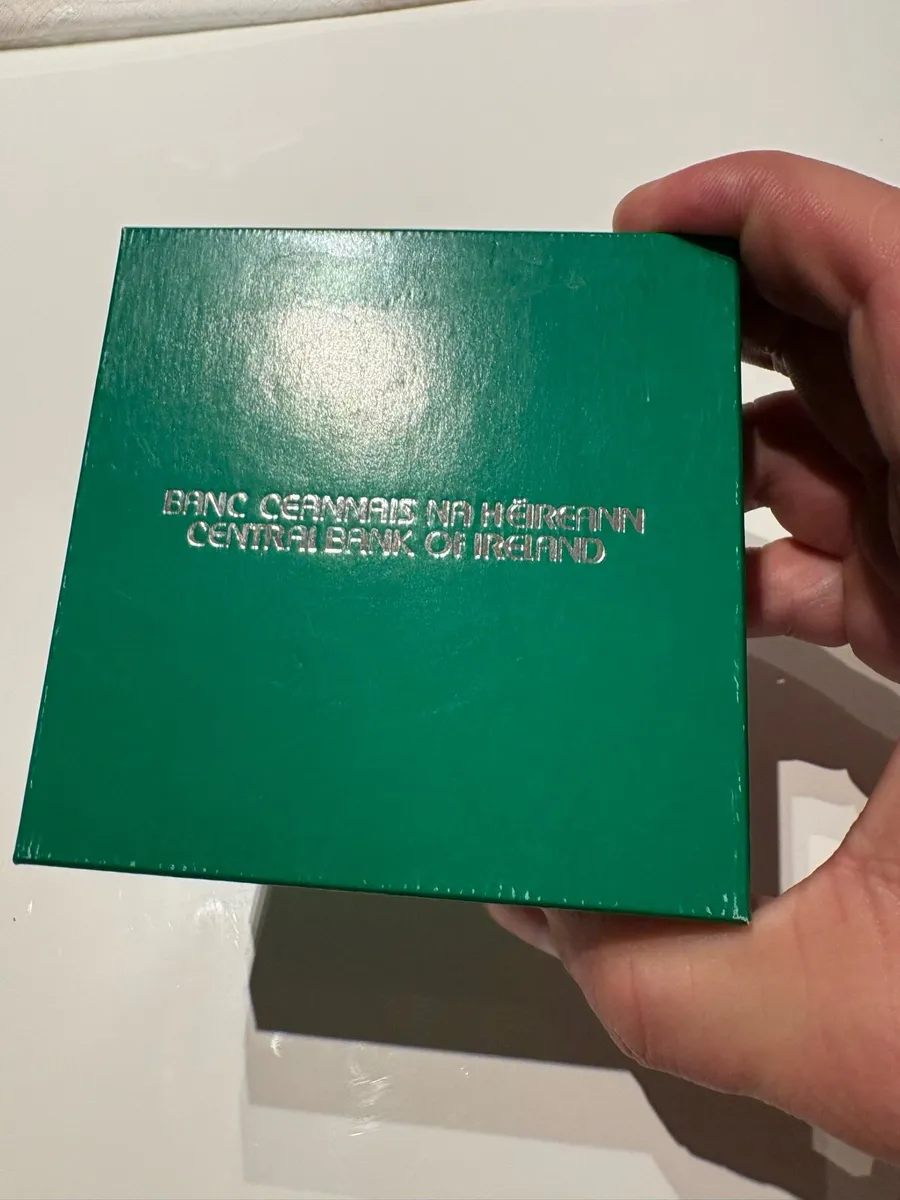 BANC CEANNAIS NA HÉIREANN
CENTRAL BANK OF IRELAND